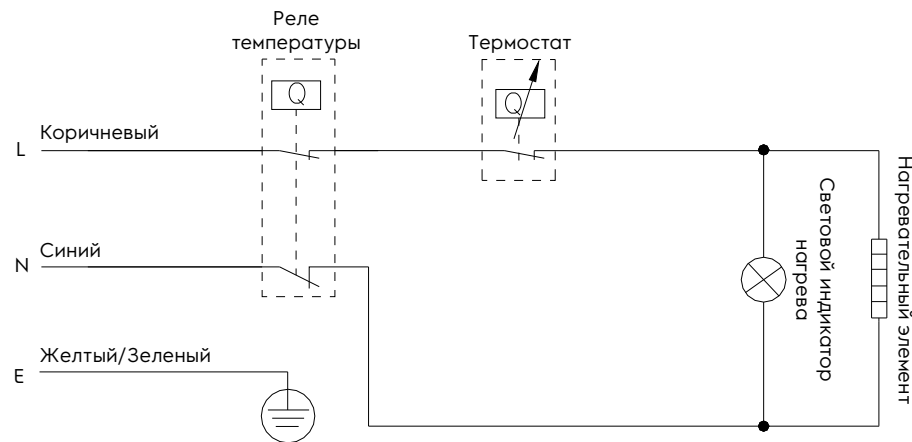 Реле
температуры
Термостат
Q
Q
L
Коричневый
N
Синий
E
Желтый/Зеленый
Световой индикатор
нагрева
Нагревательный элемент